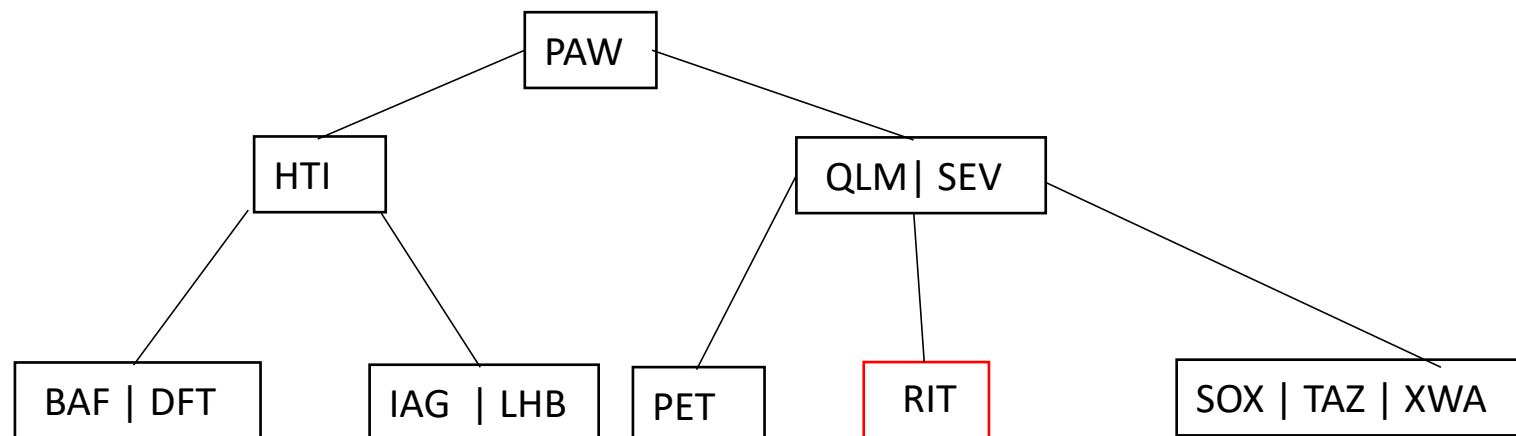 PAW
HTI
QLM| SEV
BAF | DFT
IAG | LHB
PET
RIT
SOX | TAZ | XWA